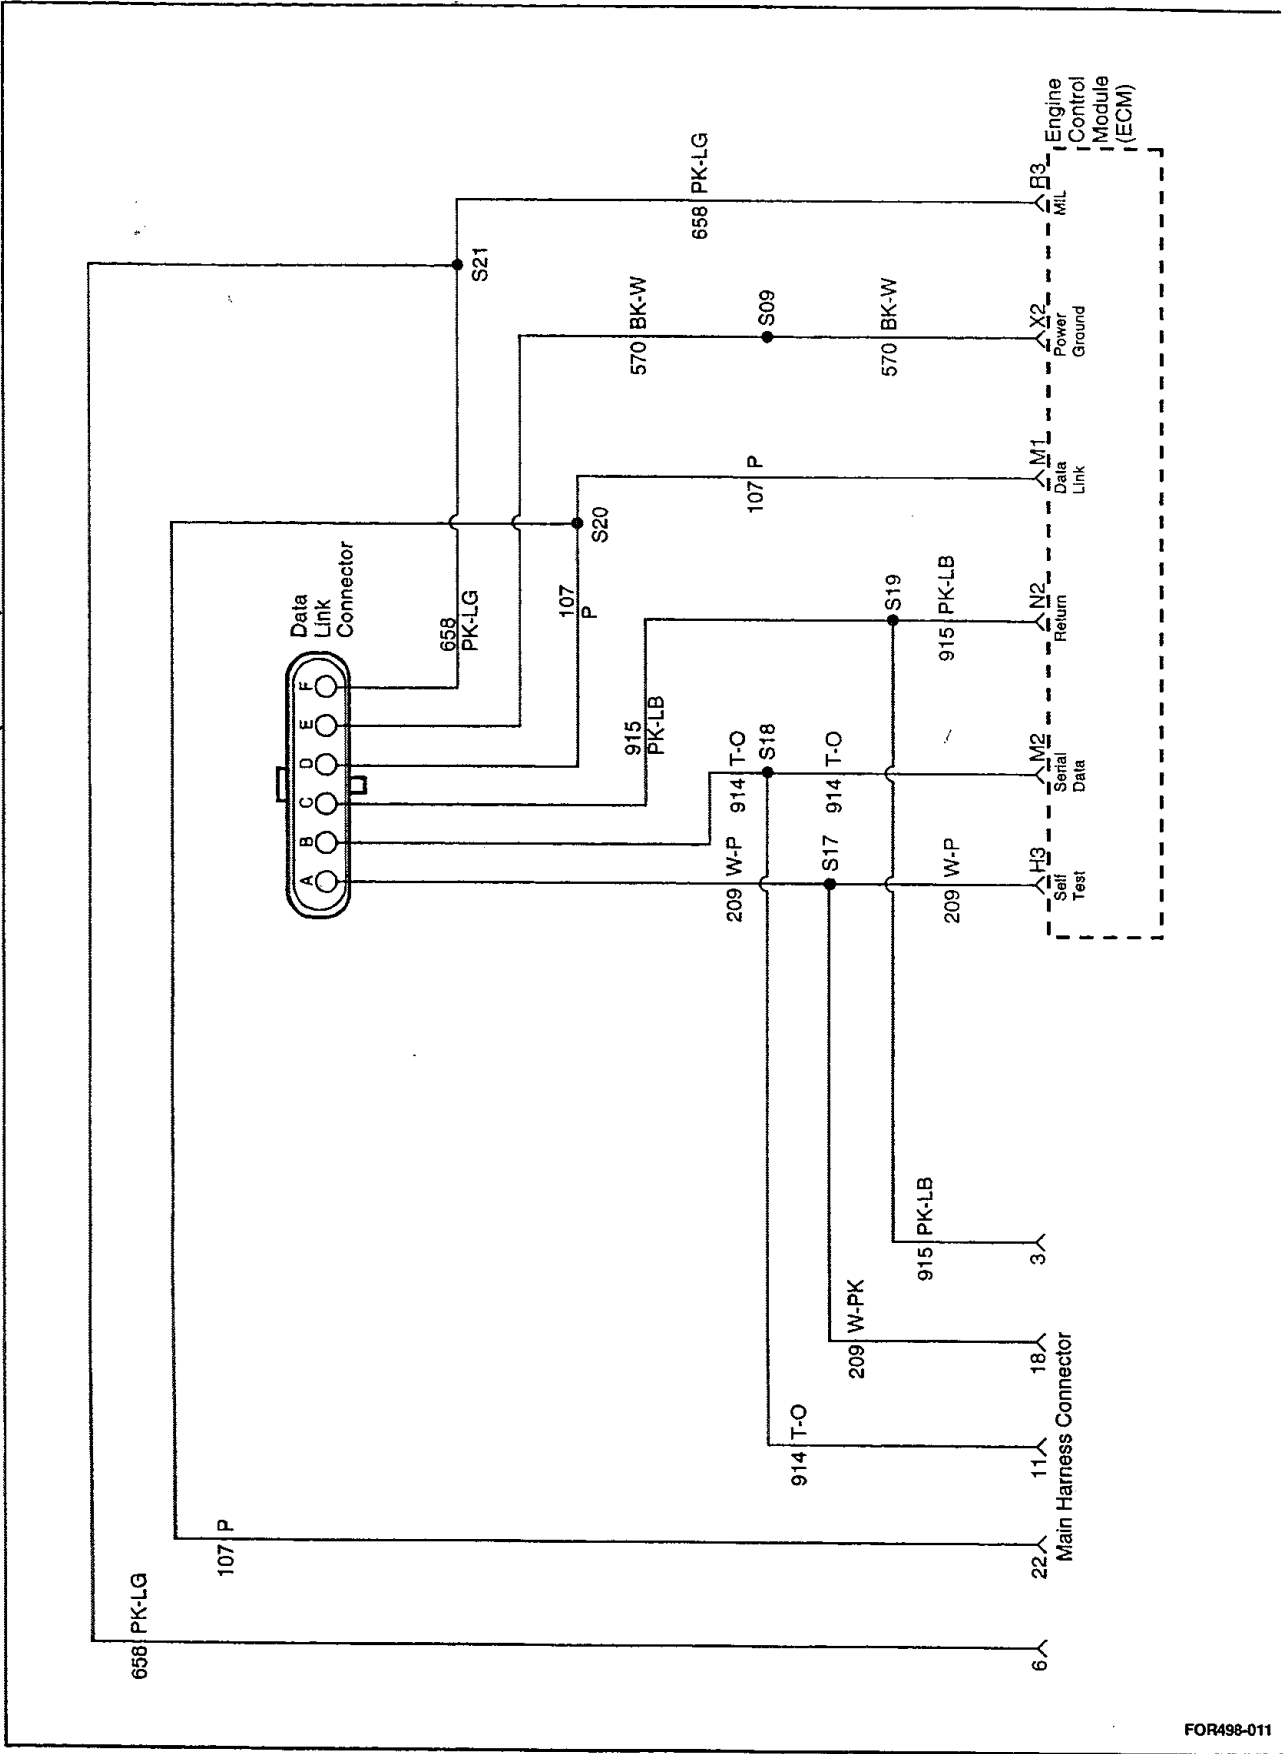 Engine
Control
Module
(ECM)
658 PK-LG
MIL
S21
570 BK-W
S09
570 BK-W
X2
Power
Ground
107 P
M1
Data
Link
S20
Data
Link
Connector
658
PK-LG
107
P
S19
915 PK-LB
N2
Return
F
E
D
C
B
A
915
PK-LB
914 T-O
S18
914 T-O
M2
Serial
Data
209 W-P
S17
209 W-P
H3
Self
Test
915 PK-LB
3
209 W-PK
18
914 T-O
11
Main Harness Connector
107 P
22
658 PK-LG
6
FOR498-011